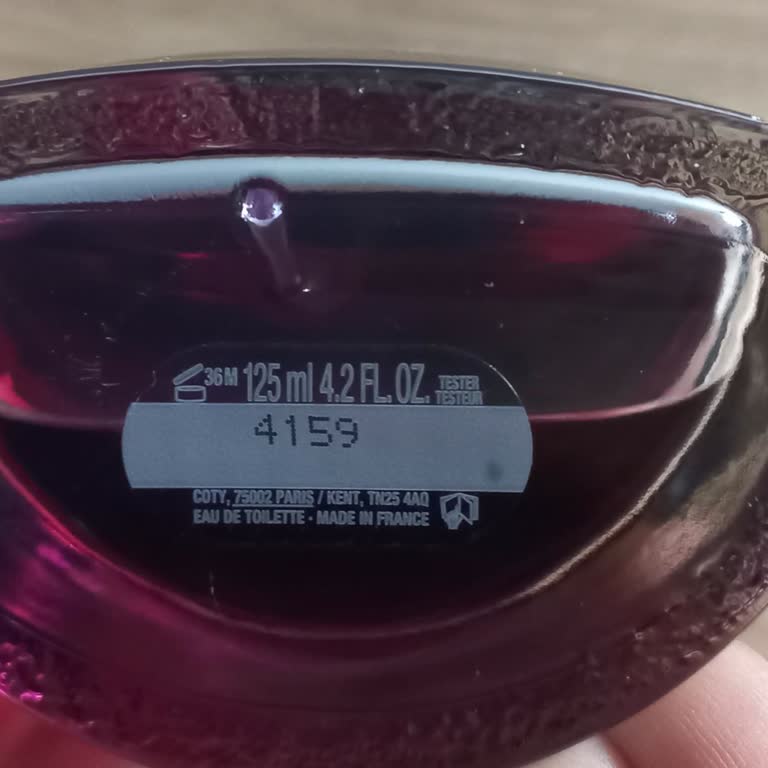 36M 125 ml 4.2 FL. OZ. TESTER
TESTEUR
4159
COTY, 75002 PARIS / KENT, TN25 4AQ
EAU DE TOILETTE · MADE IN FRANCE